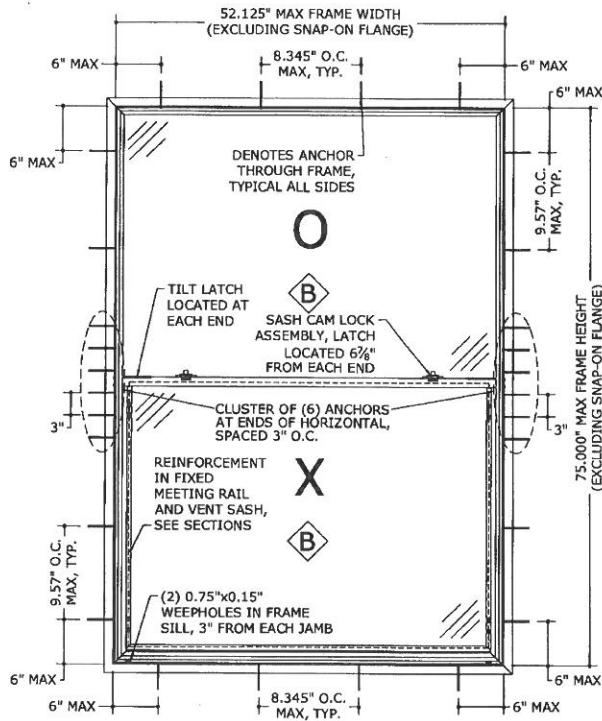 52.125" MAX FRAME WIDTH
(EXCLUDING SNAP-ON FLANGE)
6" MAX
8.345" O.C.
MAX, TYP.
6" MAX
6" MAX
6" MAX
DENOTES ANCHOR
THROUGH FRAME,
TYPICAL ALL SIDES
9.57" O.C.
MAX, TYP.
O
B
TILT LATCH
LOCATED AT
EACH END
SASH CAM LOCK
ASSEMBLY, LATCH
LOCATED 6⅞"
FROM EACH END
75.000" MAX FRAME HEIGHT
(EXCLUDING SNAP-ON FLANGE)
3"
CLUSTER OF (6) ANCHORS
AT ENDS OF HORIZONTAL,
SPACED 3" O.C.
3"
REINFORCEMENT
IN FIXED
MEETING RAIL
AND VENT SASH,
SEE SECTIONS
X
B
9.57" O.C.
MAX, TYP.
(2) 0.75"x0.15"
WEEPHOLES IN FRAME
SILL, 3" FROM EACH JAMB
6" MAX
6" MAX
6" MAX
8.345" O.C.
MAX, TYP.
6" MAX